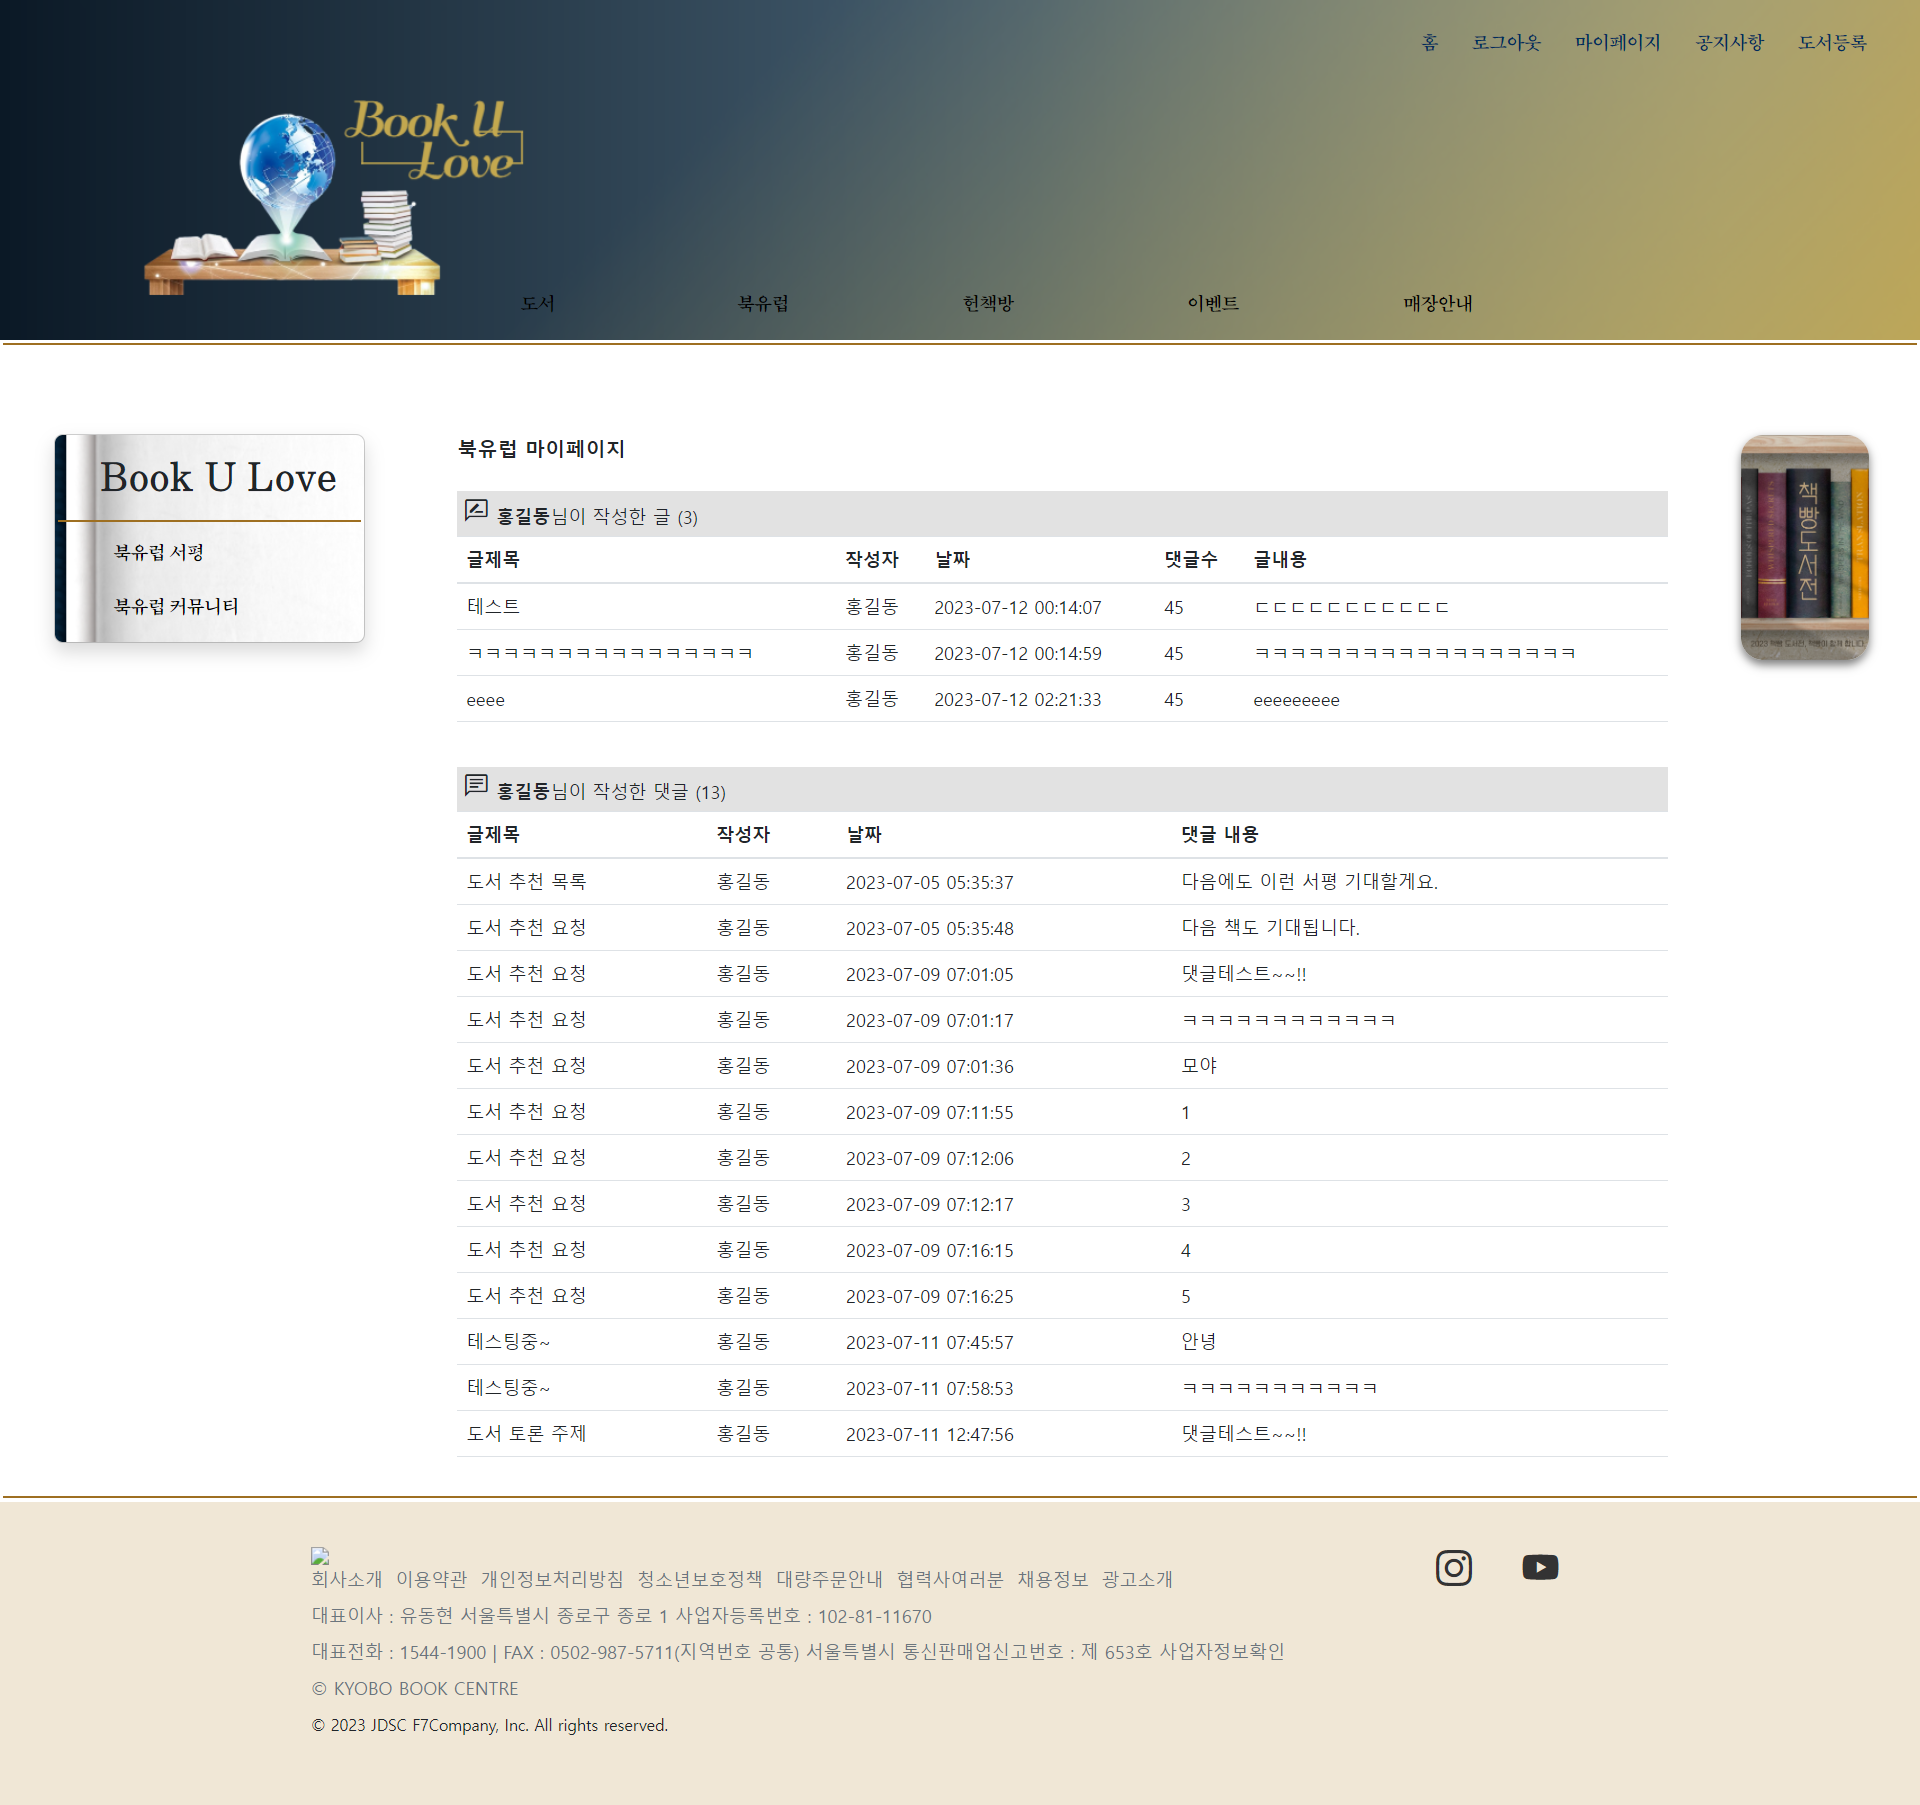 홈 로그아웃 마이페이지 공지사항 도서등록
Book U
Love
도서 북유럽 헌책방 이벤트 매장안내
Book U Love
북유럽 서평
북유럽 커뮤니티
북유럽 마이페이지
홍길동님이 작성한 글 (3)
글제목 작성자 날짜 댓글수 글내용
테스트 홍길동 2023-07-12 00:14:07 45 ㄷㄷㄷㄷㄷㄷㄷㄷㄷㄷㄷ
ㅋㅋㅋㅋㅋㅋㅋㅋㅋㅋㅋㅋㅋㅋㅋㅋ 홍길동 2023-07-12 00:14:59 45 ㅋㅋㅋㅋㅋㅋㅋㅋㅋㅋㅋㅋㅋㅋㅋㅋㅋㅋ
eeee 홍길동 2023-07-12 02:21:33 45 eeeeeeeee
홍길동님이 작성한 댓글 (13)
글제목 작성자 날짜 댓글 내용
도서 추천 목록 홍길동 2023-07-05 05:35:37 다음에도 이런 서평 기대할게요.
도서 추천 요청 홍길동 2023-07-05 05:35:48 다음 책도 기대됩니다.
도서 추천 요청 홍길동 2023-07-09 07:01:05 댓글테스트~~!!
도서 추천 요청 홍길동 2023-07-09 07:01:17 ㅋㅋㅋㅋㅋㅋㅋㅋㅋㅋㅋㅋ
도서 추천 요청 홍길동 2023-07-09 07:01:36 모야
도서 추천 요청 홍길동 2023-07-09 07:11:55 1
도서 추천 요청 홍길동 2023-07-09 07:12:06 2
도서 추천 요청 홍길동 2023-07-09 07:12:17 3
도서 추천 요청 홍길동 2023-07-09 07:16:15 4
도서 추천 요청 홍길동 2023-07-09 07:16:25 5
테스팅중~ 홍길동 2023-07-11 07:45:57 안녕
테스팅중~ 홍길동 2023-07-11 07:58:53 ㅋㅋㅋㅋㅋㅋㅋㅋㅋㅋㅋ
도서 토론 주제 홍길동 2023-07-11 12:47:56 댓글테스트~~!!
책빵도서전
회사소개 이용약관 개인정보처리방침 청소년보호정책 대량주문안내 협력사여러분 채용정보 광고소개
대표이사 : 유동현 서울특별시 종로구 종로 1 사업자등록번호 : 102-81-11670
대표전화 : 1544-1900 | FAX : 0502-987-5711(지역번호 공통) 서울특별시 통신판매업신고번호 : 제 653호 사업자정보확인
© KYOBO BOOK CENTRE
© 2023 JDSC F7Company, Inc. All rights reserved.